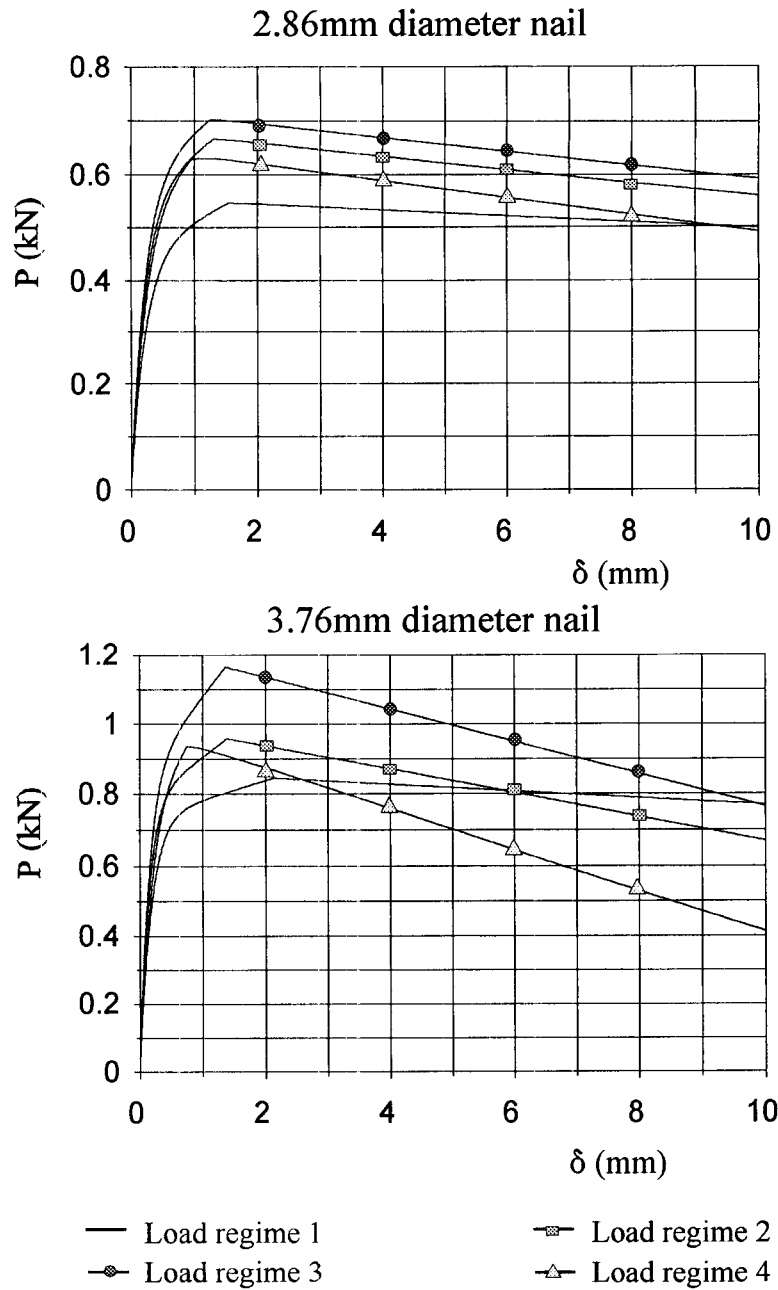 2.86mm diameter nail
0.8
0.6
0.4
0.2
0
P (kN)
0 2 4 6 8 10
δ (mm)
3.76mm diameter nail
1.2
1
0.8
0.6
0.4
0.2
0
P (kN)
0 2 4 6 8 10
δ (mm)
Load regime 1 Load regime 2
Load regime 3 Load regime 4